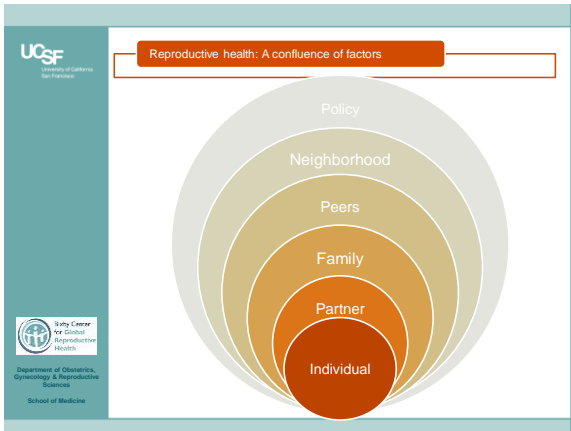 UCSF
University of California
San Francisco
Reproductive health: A confluence of factors
Policy
Neighborhood
Peers
Family
Partner
Individual
Bixby Center
for Global
Reproductive
Health
Department of Obstetrics,
Gynecology & Reproductive
Sciences
School of Medicine